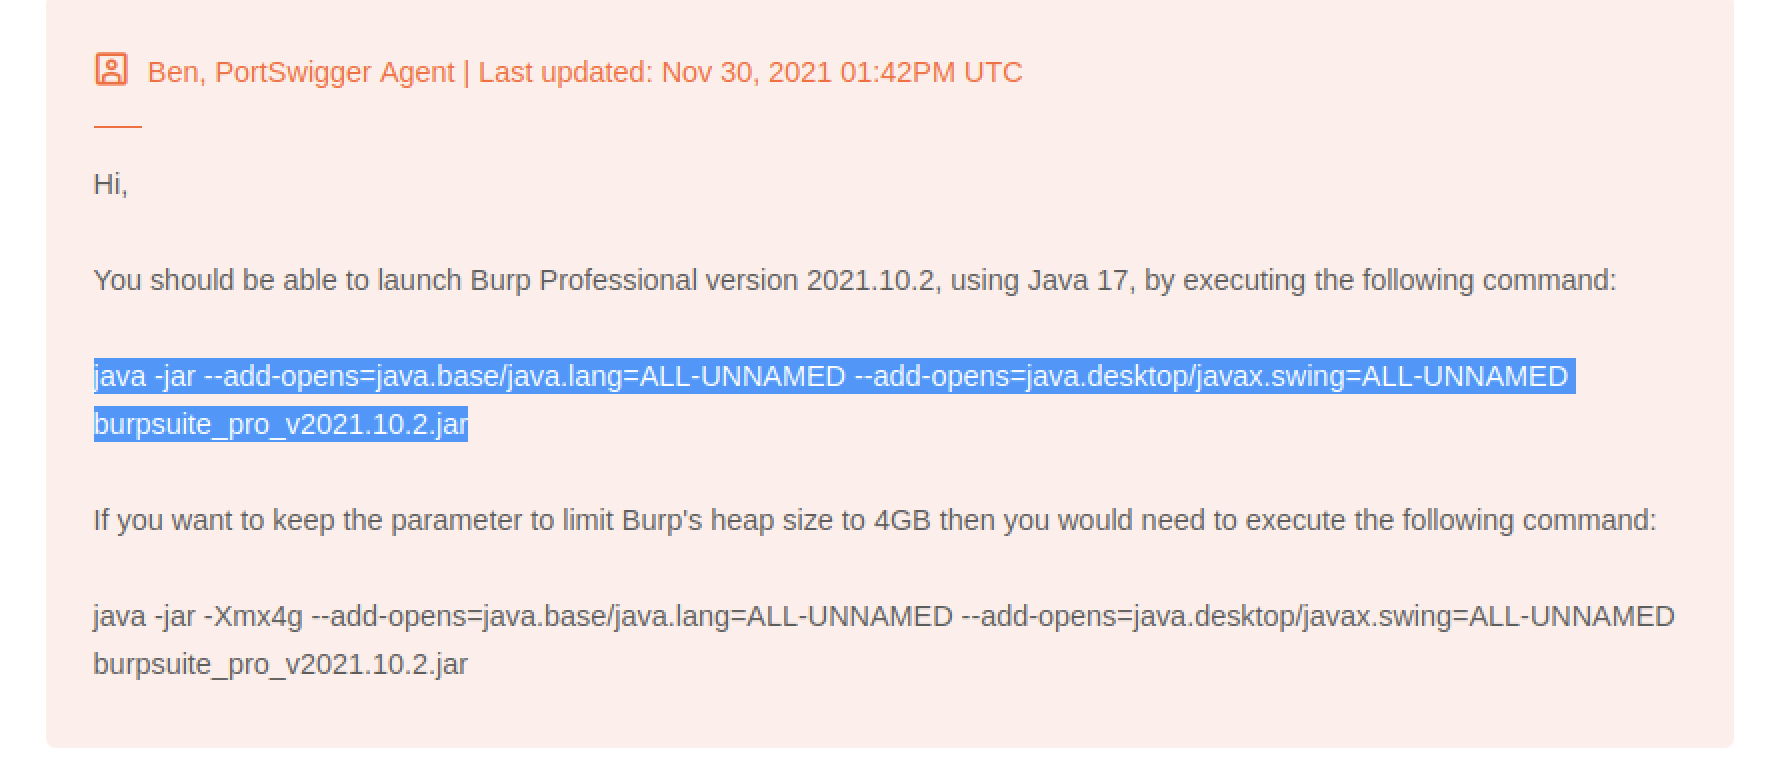 Ben, PortSwigger Agent | Last updated: Nov 30, 2021 01:42PM UTC
Hi,
You should be able to launch Burp Professional version 2021.10.2, using Java 17, by executing the following command:
java -jar --add-opens=java.base/java.lang=ALL-UNNAMED --add-opens=java.desktop/javax.swing=ALL-UNNAMED
burpsuite_pro_v2021.10.2.jar
If you want to keep the parameter to limit Burp's heap size to 4GB then you would need to execute the following command:
java -jar -Xmx4g --add-opens=java.base/java.lang=ALL-UNNAMED --add-opens=java.desktop/javax.swing=ALL-UNNAMED
burpsuite_pro_v2021.10.2.jar